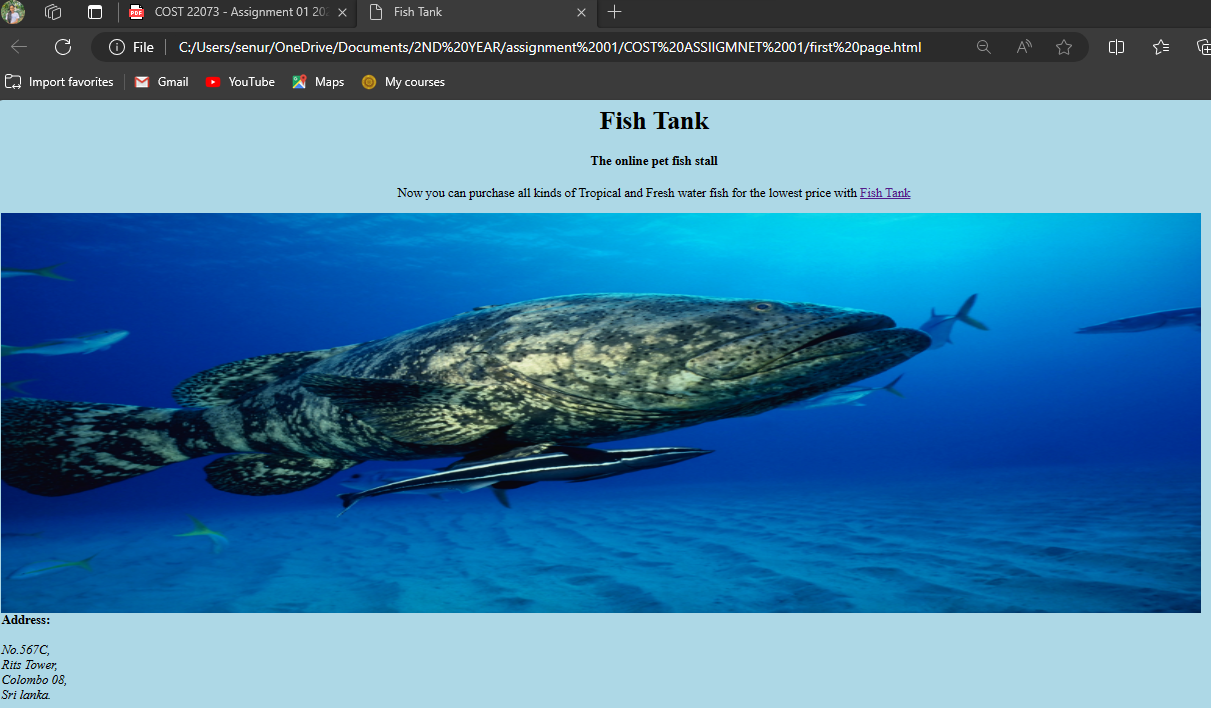 COST 22073 - Assignment 01 202
Fish Tank
File
C:/Users/senur/OneDrive/Documents/2ND%20YEAR/assignment%2001/COST%20ASSIIGMNET%2001/first%20page.html
Import favorites
Gmail
YouTube
Maps
My courses
Fish Tank
The online pet fish stall
Now you can purchase all kinds of Tropical and Fresh water fish for the lowest price with Fish Tank
Address:
No.567C,
Rits Tower,
Colombo 08,
Sri lanka.